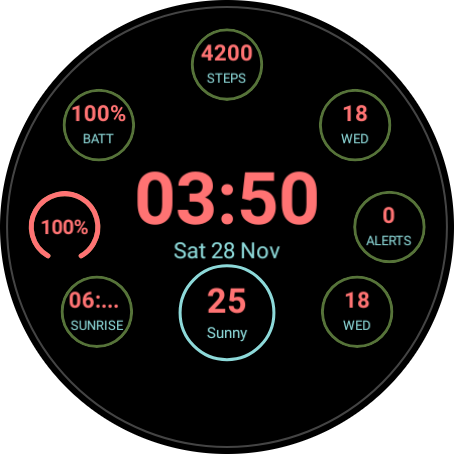 4200
STEPS
100%
BATT
18
WED
03:50
100%
0
ALERTS
Sat 28 Nov
06:...
SUNRISE
25
Sunny
18
WED